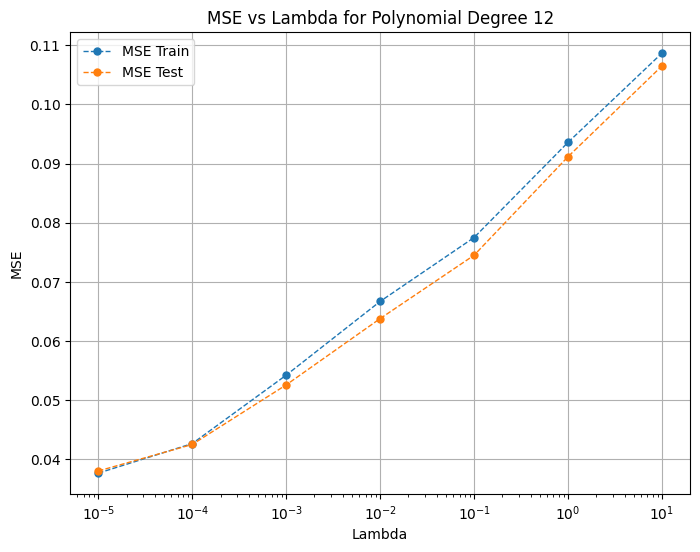 MSE vs Lambda for Polynomial Degree 12
MSE Train
MSE Test
MSE
0.11
0.10
0.09
0.08
0.07
0.06
0.05
0.04
10⁻⁵ 10⁻⁴ 10⁻³ 10⁻² 10⁻¹ 10⁰ 10¹
Lambda